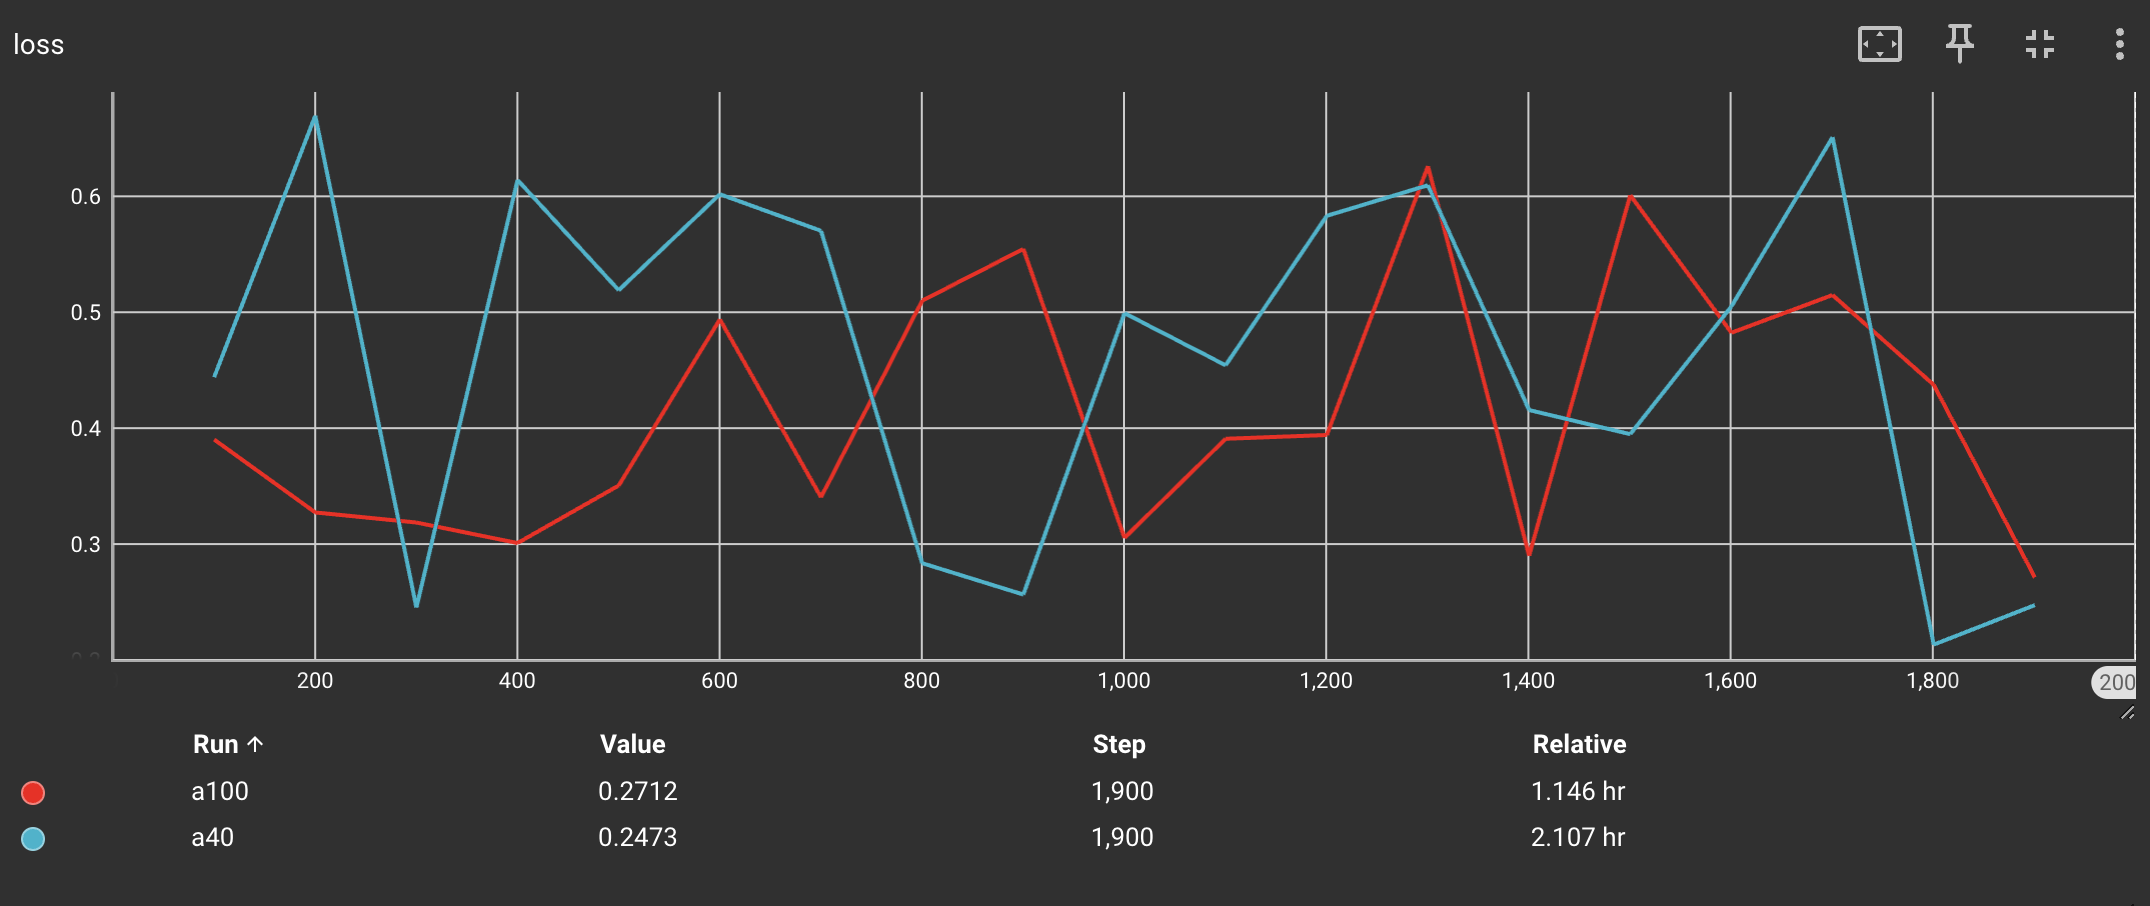 loss
0.6
0.5
0.4
0.3
200 400 600 800 1,000 1,200 1,400 1,600 1,800 200
Run ↑ Value Step Relative
a100 0.2712 1,900 1.146 hr
a40 0.2473 1,900 2.107 hr